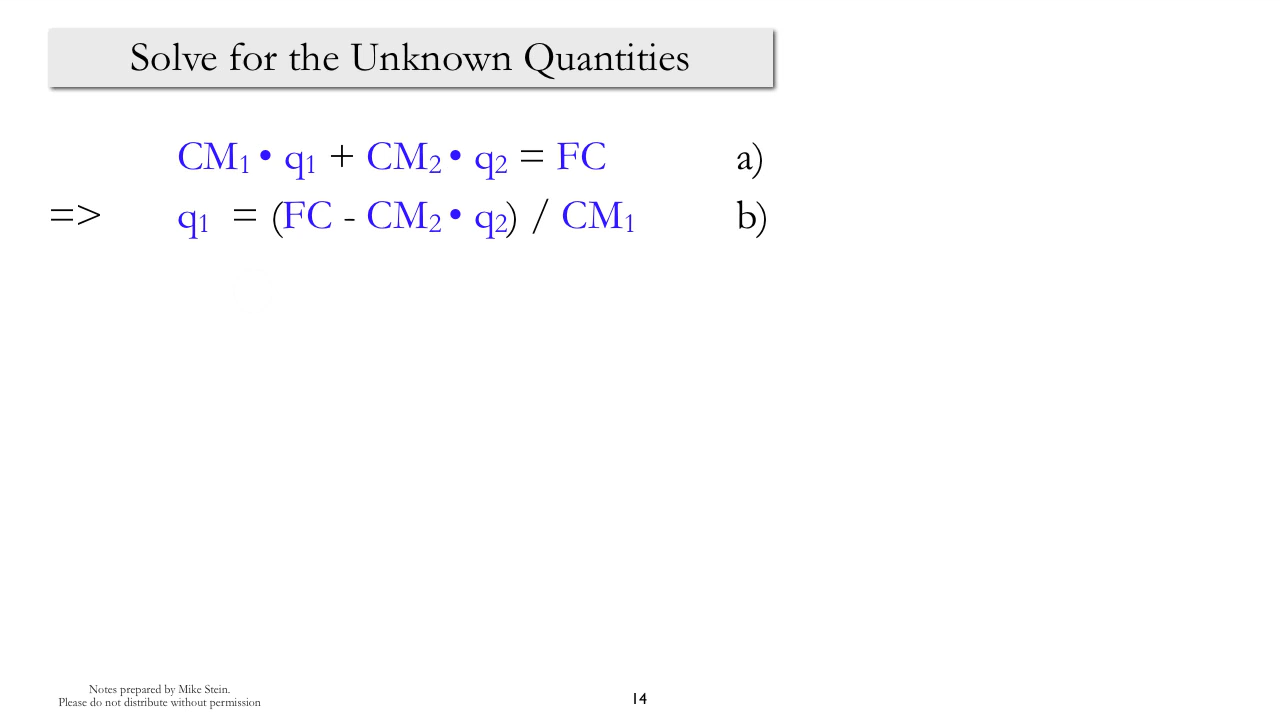 Solve for the Unknown Quantities
CM₁ • q₁ + CM₂ • q₂ = FC a)
=> q₁ = (FC - CM₂ • q₂) / CM₁ b)
Notes prepared by Mike Stein.
Please do not distribute without permission
14